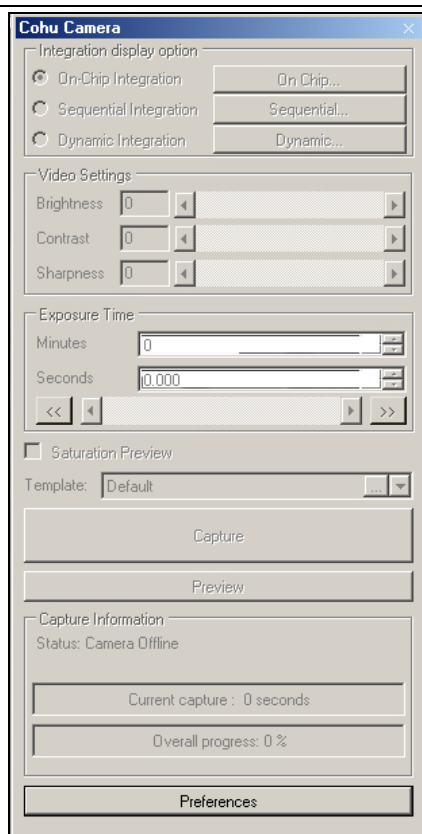 Cohu Camera
Integration display option
On-Chip Integration On Chip...
Sequential Integration Sequential...
Dynamic Integration Dynamic...
Video Settings
Brightness 0
Contrast 0
Sharpness 0
Exposure Time
Minutes 0
Seconds 0.000
<< >>
Saturation Preview
Template: Default ...
Capture
Preview
Capture Information
Status: Camera Offline
Current capture : 0 seconds
Overall progress: 0 %
Preferences